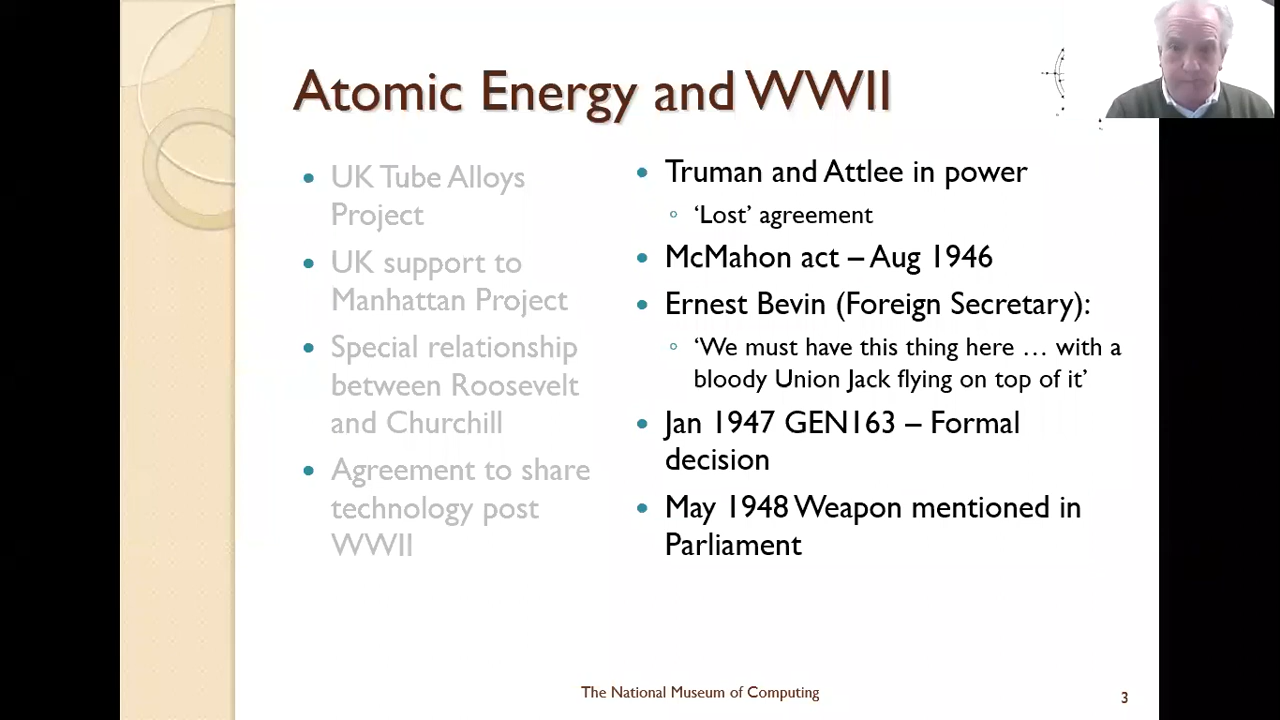 Atomic Energy and WWII
UK Tube Alloys
Project
UK support to
Manhattan Project
Special relationship
between Roosevelt
and Churchill
Agreement to share
technology post
WWII
Truman and Attlee in power
‘Lost’ agreement
McMahon act – Aug 1946
Ernest Bevin (Foreign Secretary):
‘We must have this thing here … with a
bloody Union Jack flying on top of it’
Jan 1947 GEN163 – Formal
decision
May 1948 Weapon mentioned in
Parliament
The National Museum of Computing
3